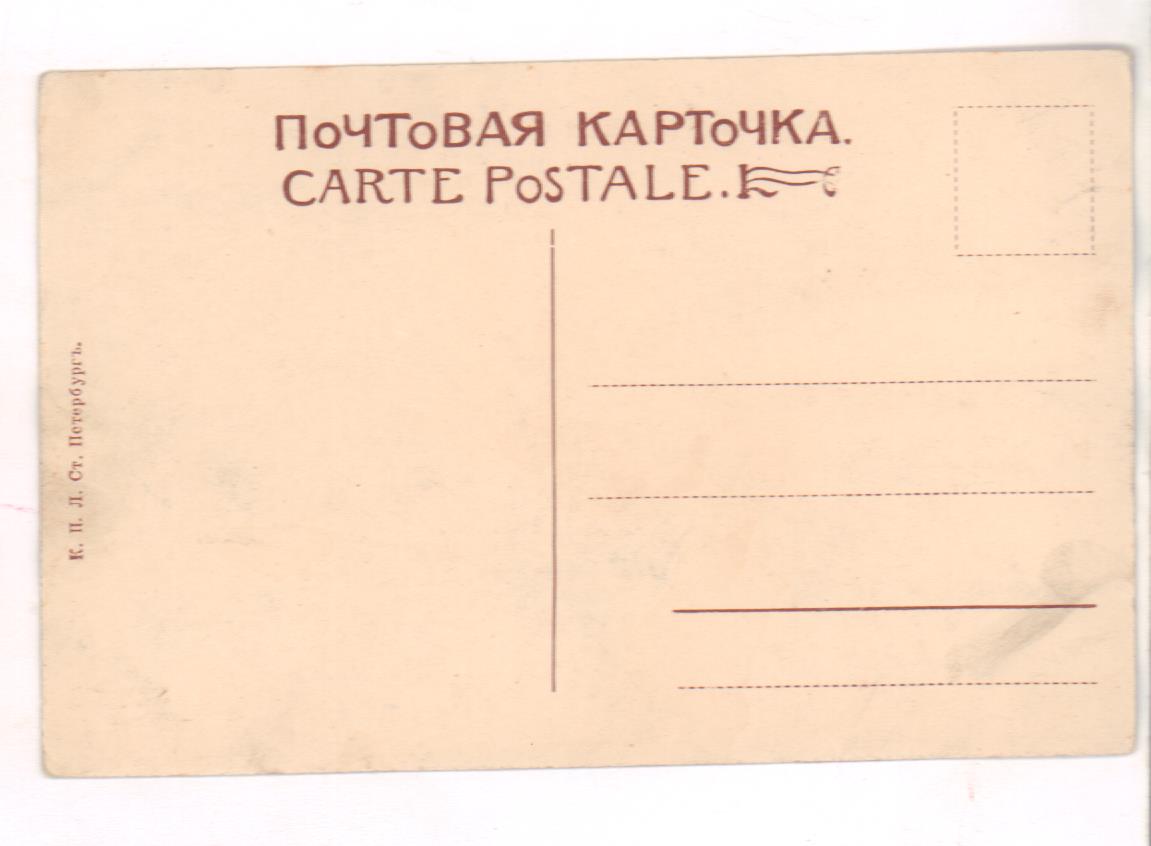 ПОЧТОВАЯ КАРТОЧКА.
CARTE POSTALE.
К. П. Л. Ст. Петербургъ.